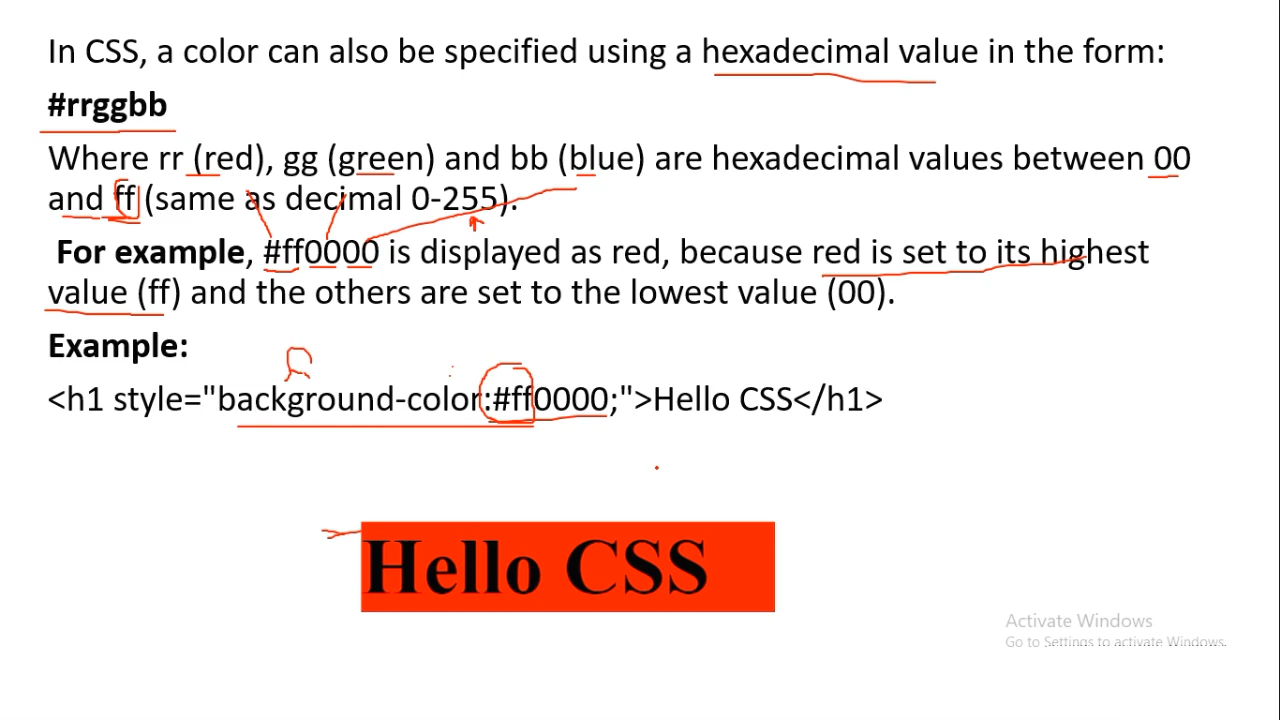 In CSS, a color can also be specified using a hexadecimal value in the form:
#rrggbb
Where rr (red), gg (green) and bb (blue) are hexadecimal values between 00
and ff (same as decimal 0-255).
For example, #ff0000 is displayed as red, because red is set to its highest
value (ff) and the others are set to the lowest value (00).
Example:
<h1 style="background-color:#ff0000;">Hello CSS</h1>
Hello CSS
Activate Windows
Go to Settings to activate Windows.